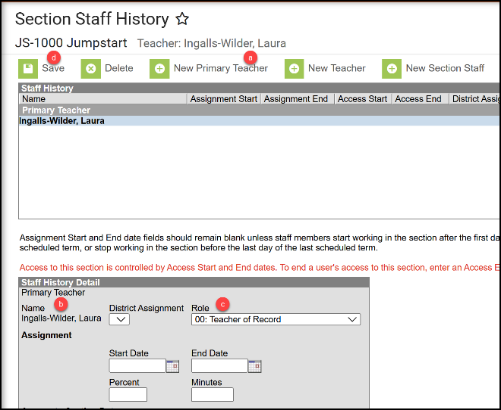 Section Staff History
JS-1000 Jumpstart Teacher: Ingalls-Wilder, Laura
d a
Save Delete New Primary Teacher New Teacher New Section Staff
Staff History
Name Assignment Start Assignment End Access Start Access End District Assig
Primary Teacher
Ingalls-Wilder, Laura
Assignment Start and End date fields should remain blank unless staff members start working in the section after the first da
scheduled term, or stop working in the section before the last day of the last scheduled term.
Access to this section is controlled by Access Start and End dates. To end a user's access to this section, enter an Access E
Staff History Detail
Primary Teacher
b c
Name District Assignment Role
Ingalls-Wilder, Laura 00: Teacher of Record
Assignment
Start Date End Date
Percent Minutes